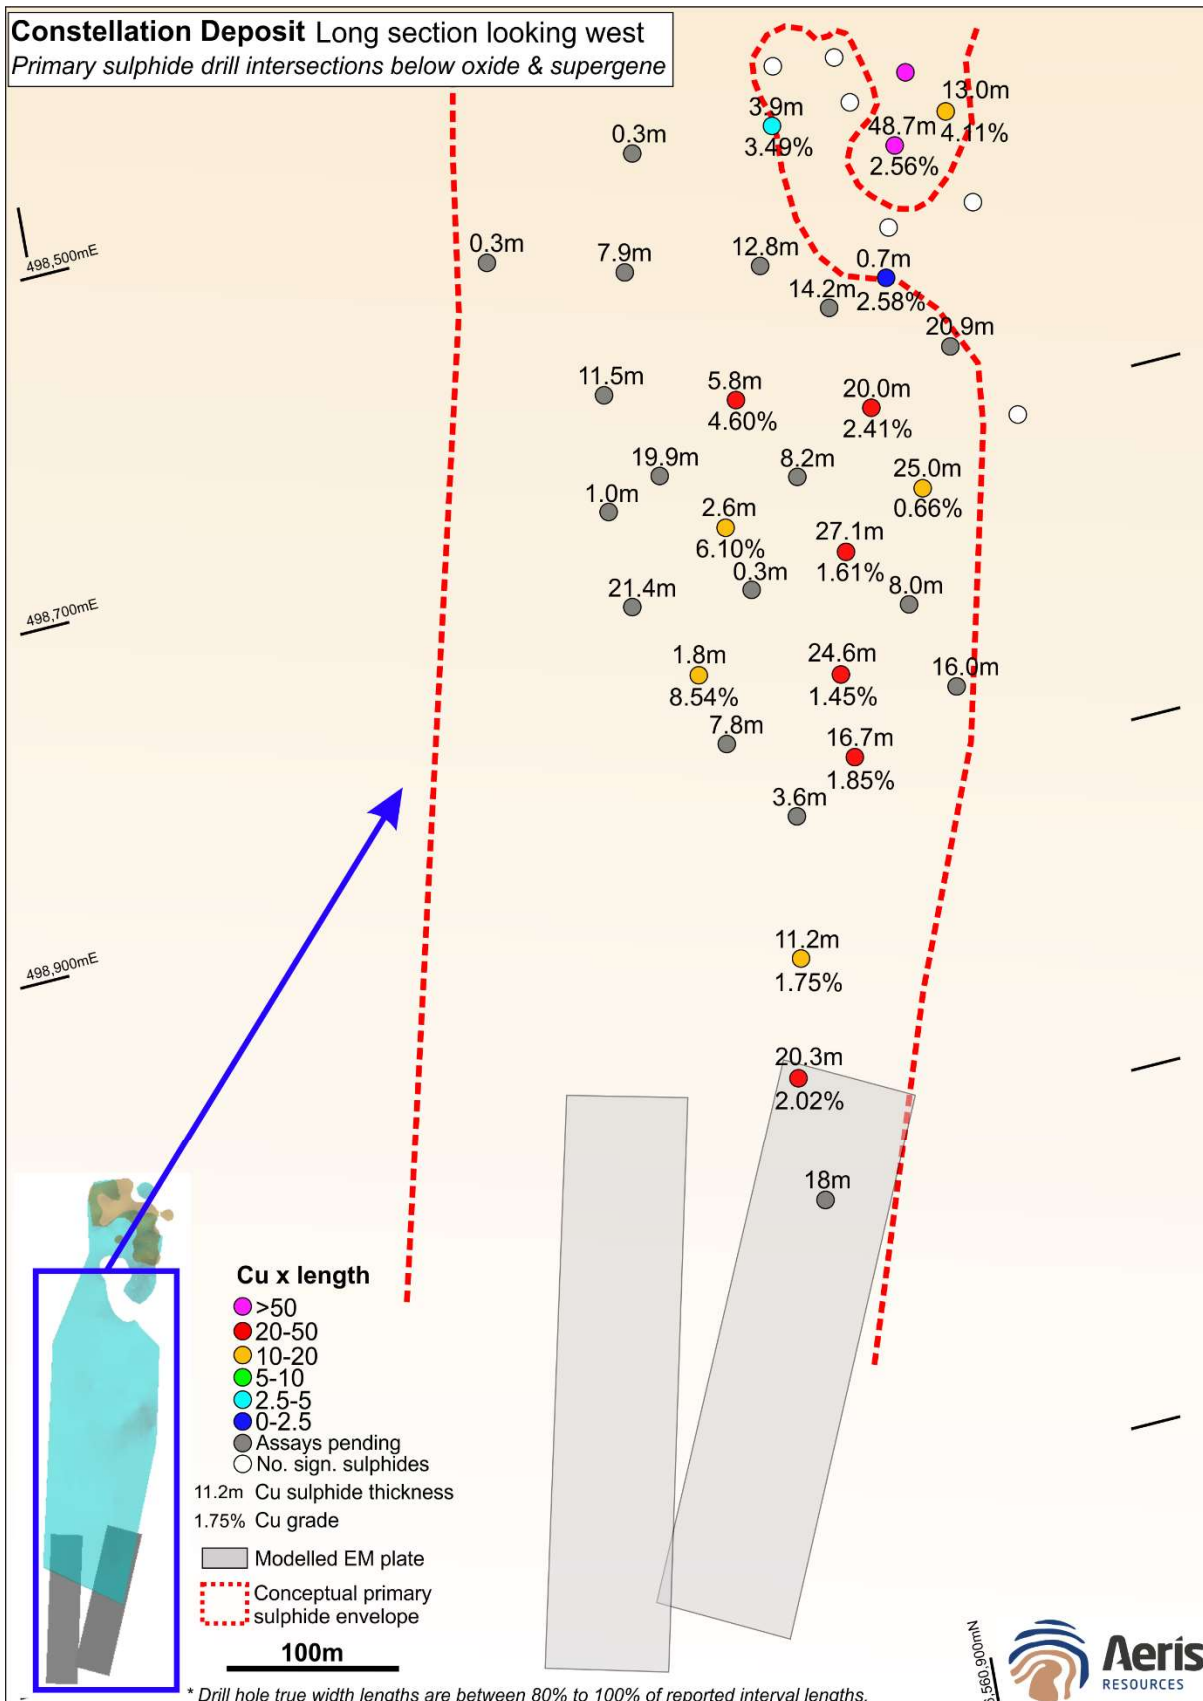 Constellation Deposit Long section looking west
Primary sulphide drill intersections below oxide & supergene
13.0m
4.11%
3.9m
3.49%
48.7m
2.56%
0.3m
0.3m
7.9m
12.8m
0.7m
2.58%
498,500mE
14.2m
20.9m
11.5m
5.8m
4.60%
20.0m
2.41%
19.9m
8.2m
25.0m
0.66%
1.0m
2.6m
6.10%
27.1m
1.61%
0.3m
21.4m
8.0m
498,700mE
1.8m
8.54%
24.6m
1.45%
16.0m
7.8m
16.7m
1.85%
3.6m
11.2m
1.75%
498,900mE
20.3m
2.02%
18m
Cu x length
>50
20-50
10-20
5-10
2.5-5
0-2.5
Assays pending
No. sign. sulphides
11.2m Cu sulphide thickness
1.75% Cu grade
Modelled EM plate
Conceptual primary
sulphide envelope
100m
* Drill hole true width lengths are between 80% to 100% of reported interval lengths.
Aeris
RESOURCES